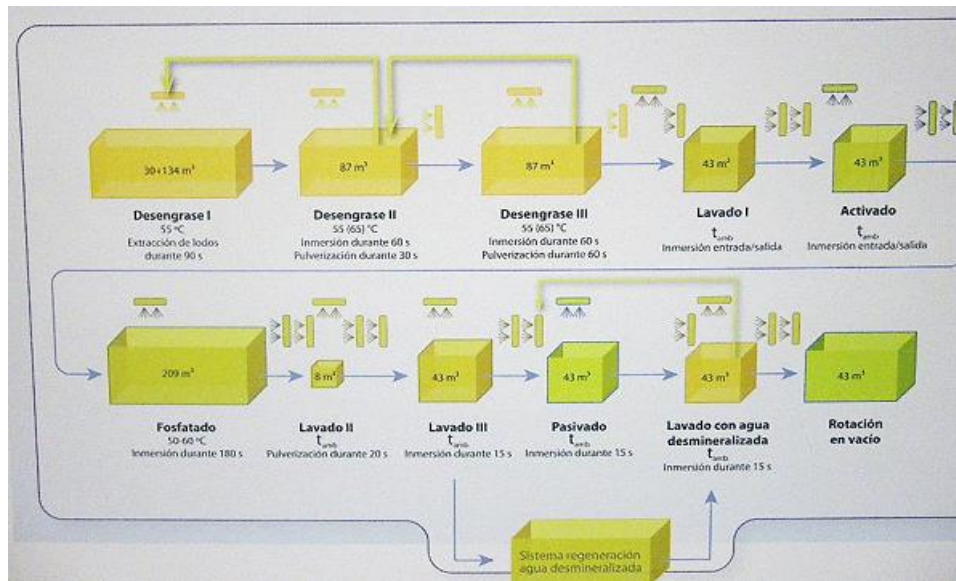 30+134 m³
87 m³
87 m³
43 m³
43 m³
Desengrase I
55 ºC
Extracción de lodos
durante 90 s
Desengrase II
55 (65) °C
Inmersión durante 60 s
Pulverización durante 30 s
Desengrase III
55 (65) °C
Inmersión durante 60 s
Pulverización durante 60 s
Lavado I
tamb
Inmersión entrada/salida
Activado
tamb
Inmersión entrada/salida
209 m³
8 m³
43 m³
43 m³
43 m³
43 m³
Fosfatado
50-60 ºC
Inmersión durante 180 s
Lavado II
tamb
Pulverización durante 20 s
Lavado III
tamb
Inmersión durante 15 s
Pasivado
tamb
Inmersión durante 15 s
Lavado con agua
desmineralizada
tamb
Inmersión durante 15 s
Rotación
en vacío
Sistema regeneración
agua desmineralizada